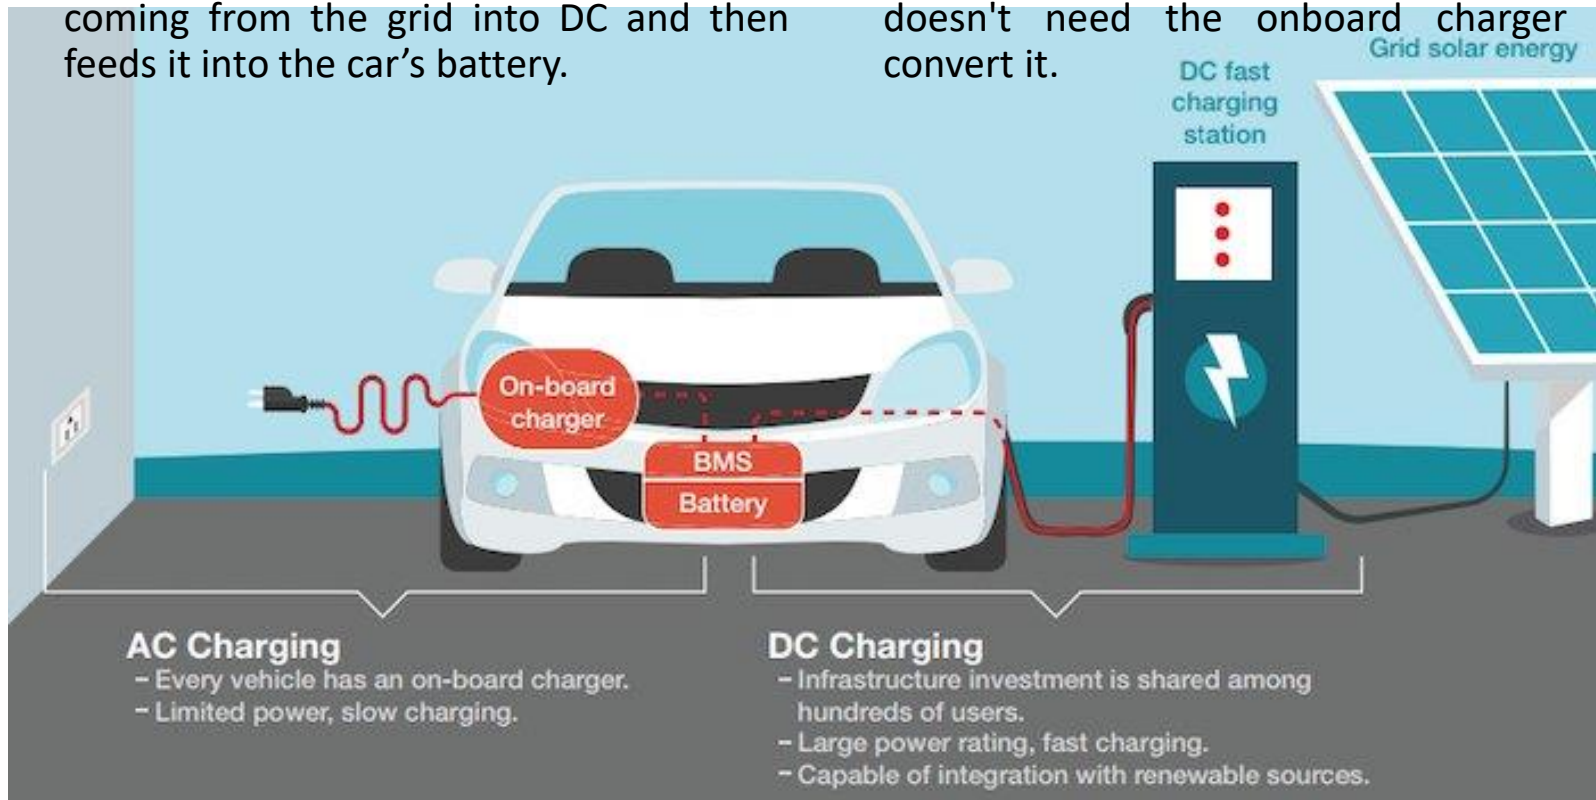 coming from the grid into DC and then
feeds it into the car's battery.
doesn't need the onboard charger
convert it.
Grid solar energy
DC fast
charging
station
On-board
charger
BMS
Battery
AC Charging
– Every vehicle has an on-board charger.
– Limited power, slow charging.
DC Charging
– Infrastructure investment is shared among
hundreds of users.
– Large power rating, fast charging.
– Capable of integration with renewable sources.